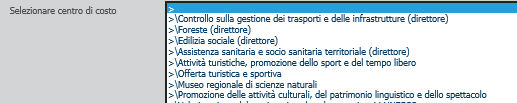 Selezionare centro di costo
>
>\Controllo sulla gestione dei trasporti e delle infrastrutture (direttore)
>\Foreste (direttore)
>\Edilizia sociale (direttore)
>\Assistenza sanitaria e socio sanitaria territoriale (direttore)
>\Attività turistiche, promozione dello sport e del tempo libero
>\Offerta turistica e sportiva
>\Museo regionale di scienze naturali
>\Promozione delle attività culturali, del patrimonio linguistico e dello spettacolo